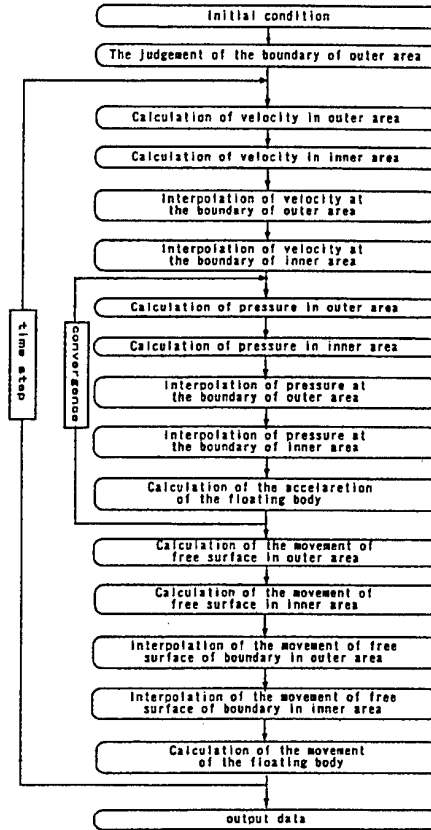 Initial condition
The judgement of the boundary of outer area
Calculation of velocity in outer area
Calculation of velocity in inner area
Interpolation of velocity at
the boundary of outer area
Interpolation of velocity at
the boundary of inner area
Calculation of pressure in outer area
Calculation of pressure in inner area
Interpolation of pressure at
the boundary of outer area
Interpolation of pressure at
the boundary of inner area
Calculation of the accelaretion
of the floating body
Calculation of the movement of
free surface in outer area
Calculation of the movement of
free surface in inner area
Interpolation of the movement of free
surface of boundary in outer area
Interpolation of the movement of free
surface of boundary in inner area
Calculation of the movement
of the floating body
output data
time step
convergence